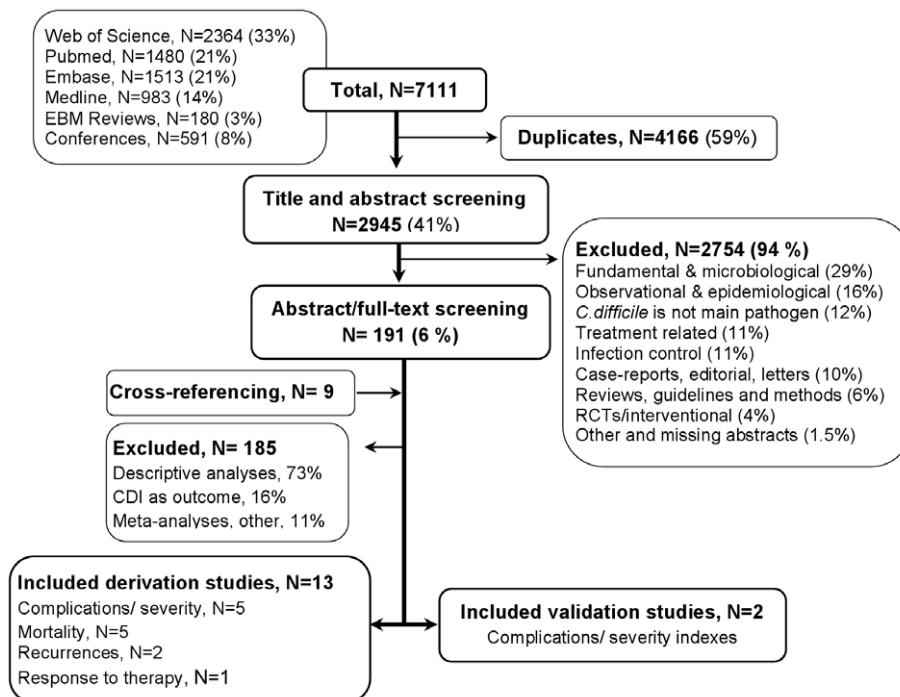 Web of Science, N=2364 (33%)
Pubmed, N=1480 (21%)
Embase, N=1513 (21%)
Medline, N=983 (14%)
EBM Reviews, N=180 (3%)
Conferences, N=591 (8%)
Total, N=7111
Duplicates, N=4166 (59%)
Title and abstract screening
N=2945 (41%)
Excluded, N=2754 (94 %)
Fundamental & microbiological (29%)
Observational & epidemiological (16%)
C.difficile is not main pathogen (12%)
Treatment related (11%)
Infection control (11%)
Case-reports, editorial, letters (10%)
Reviews, guidelines and methods (6%)
RCTs/interventional (4%)
Other and missing abstracts (1.5%)
Abstract/full-text screening
N= 191 (6 %)
Cross-referencing, N= 9
Excluded, N= 185
Descriptive analyses, 73%
CDI as outcome, 16%
Meta-analyses, other, 11%
Included derivation studies, N=13
Complications/ severity, N=5
Mortality, N=5
Recurrences, N=2
Response to therapy, N=1
Included validation studies, N=2
Complications/ severity indexes